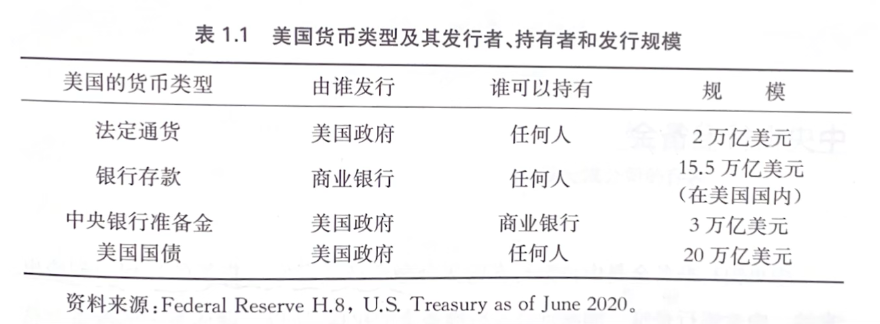 表 1.1 美国货币类型及其发行者、持有者和发行规模
美国的货币类型 由谁发行 谁可以持有 规 模
法定通货 美国政府 任何人 2 万亿美元
银行存款 商业银行 任何人 15.5 万亿美元
（在美国国内）
中央银行准备金 美国政府 商业银行 3 万亿美元
美国国债 美国政府 任何人 20 万亿美元
资料来源：Federal Reserve H.8，U.S. Treasury as of June 2020。